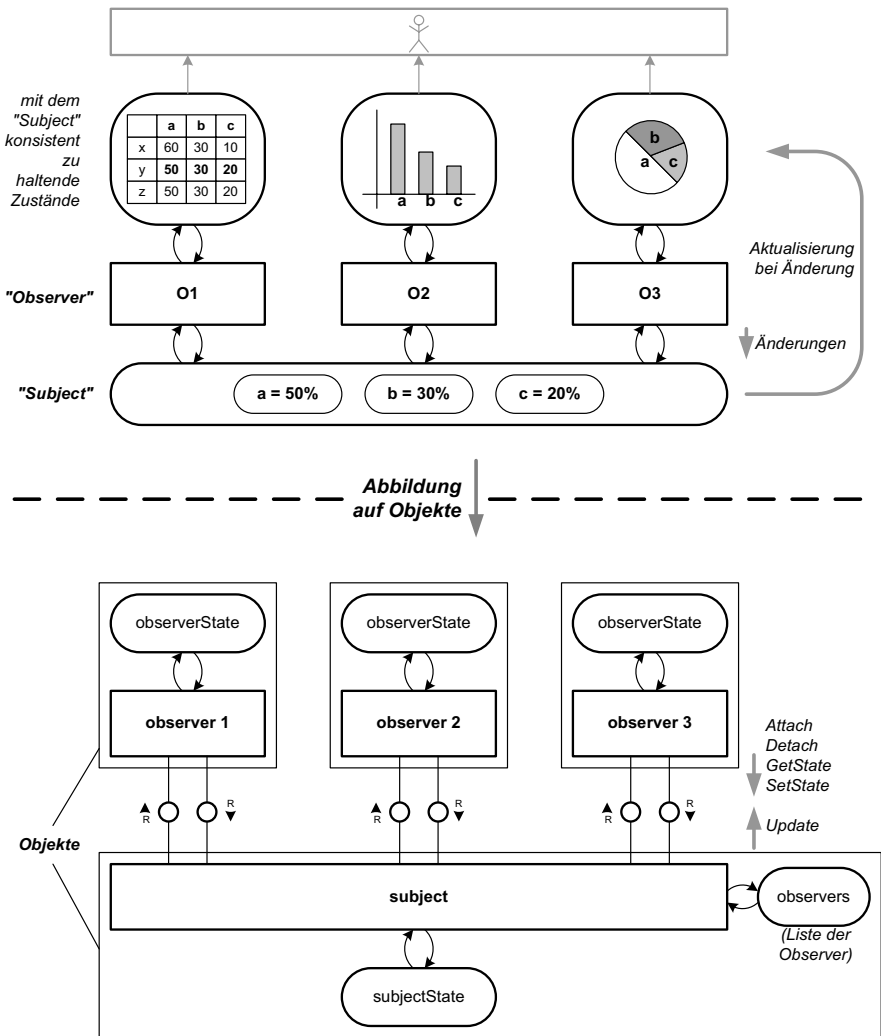 mit dem
"Subject"
konsistent
zu
haltende
Zustände
a b c
x 60 30 10
y 50 30 20
z 50 30 20
a b c
b
a c
Aktualisierung
bei Änderung
"Observer"
O1
O2
O3
Änderungen
"Subject"
a = 50%
b = 30%
c = 20%
Abbildung
auf Objekte
observerState
observerState
observerState
observer 1
observer 2
observer 3
Attach
Detach
GetState
SetState
R
R
R
R
R
R
Update
Objekte
subject
observers
(Liste der
Observer)
subjectState